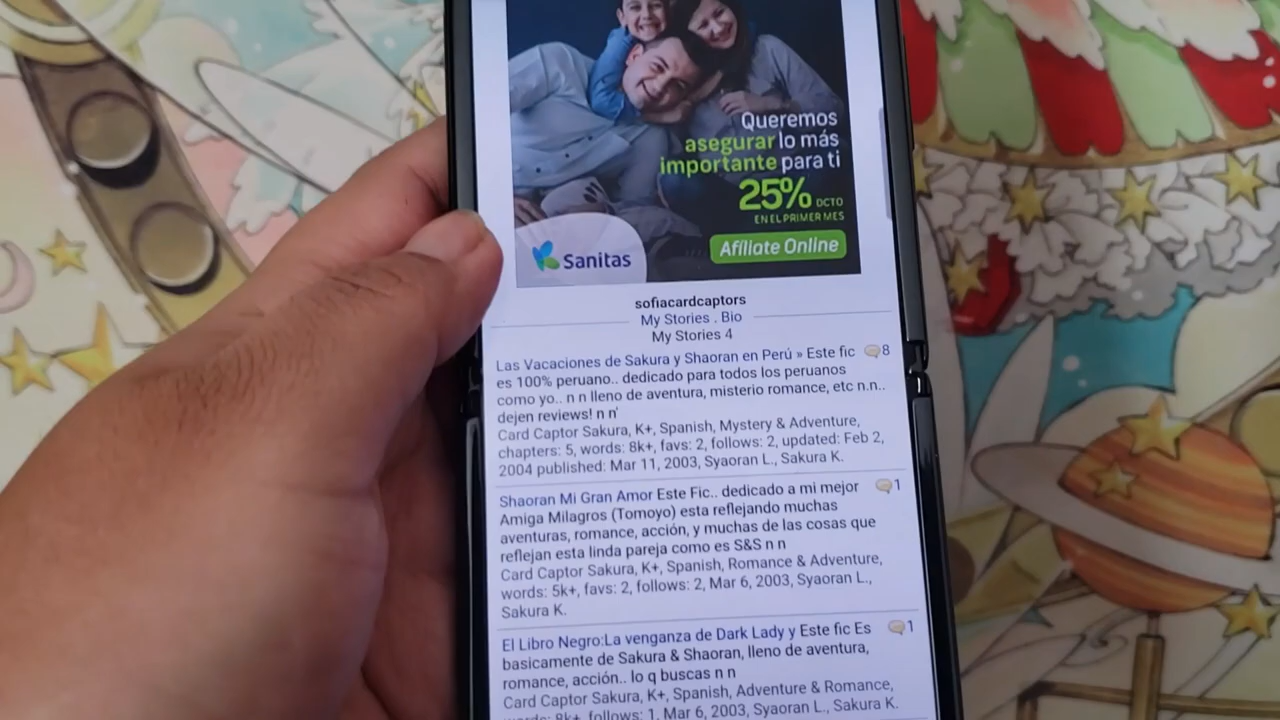 Queremos
asegurar lo más
importante para ti
25% DCTO
EN EL PRIMER MES
Afíliate Online
Sanitas
sofiacardcaptors
My Stories . Bio
My Stories 4
Las Vacaciones de Sakura y Shaoran en Perú » Este fic 8
es 100% peruano.. dedicado para todos los peruanos
como yo.. n n lleno de aventura, misterio romance, etc n.n..
dejen reviews! n n'
Card Captor Sakura, K+, Spanish, Mystery & Adventure,
chapters: 5, words: 8k+, favs: 2, follows: 2, updated: Feb 2,
2004 published: Mar 11, 2003, Syaoran L., Sakura K.
Shaoran Mi Gran Amor Este Fic.. dedicado a mi mejor 1
Amiga Milagros (Tomoyo) esta reflejando muchas
aventuras, romance, acción, y muchas de las cosas que
reflejan esta linda pareja como es S&S n n
Card Captor Sakura, K+, Spanish, Romance & Adventure,
words: 5k+, favs: 2, follows: 2, Mar 6, 2003, Syaoran L.,
Sakura K.
El Libro Negro:La venganza de Dark Lady y Este fic Es 1
basicamente de Sakura & Shaoran, lleno de aventura,
romance, acción.. lo q buscas n n
Card Captor Sakura, K+, Spanish, Adventure & Romance,
words: 8k+, follows: 1, Mar 6, 2003, Syaoran L., Sakura K.